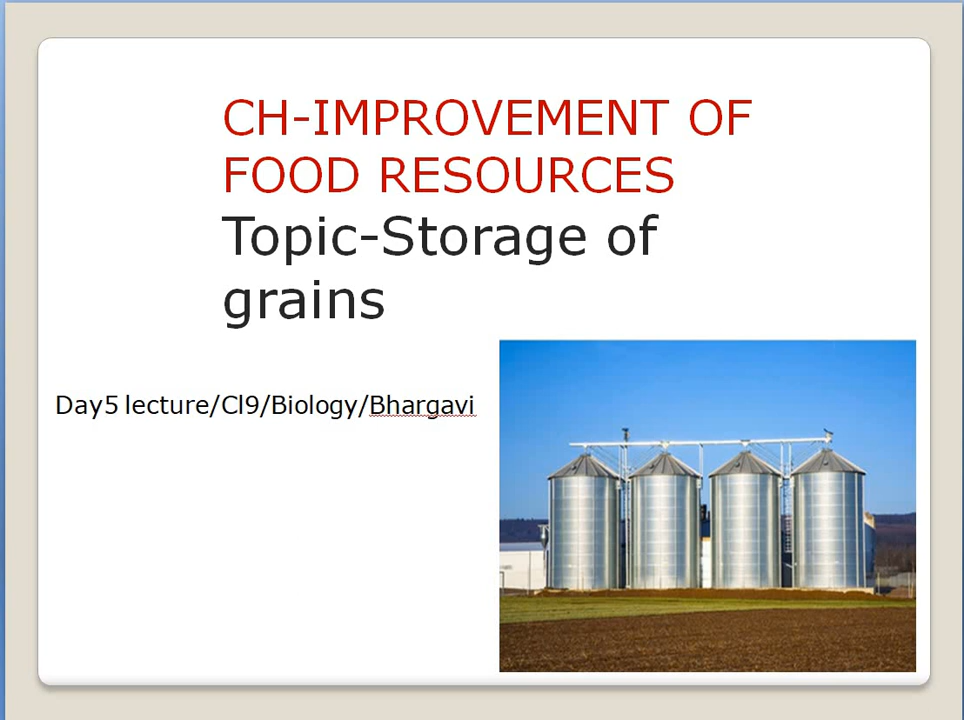 CH-IMPROVEMENT OF
FOOD RESOURCES
Topic-Storage of
grains
Day5 lecture/Cl9/Biology/Bhargavi